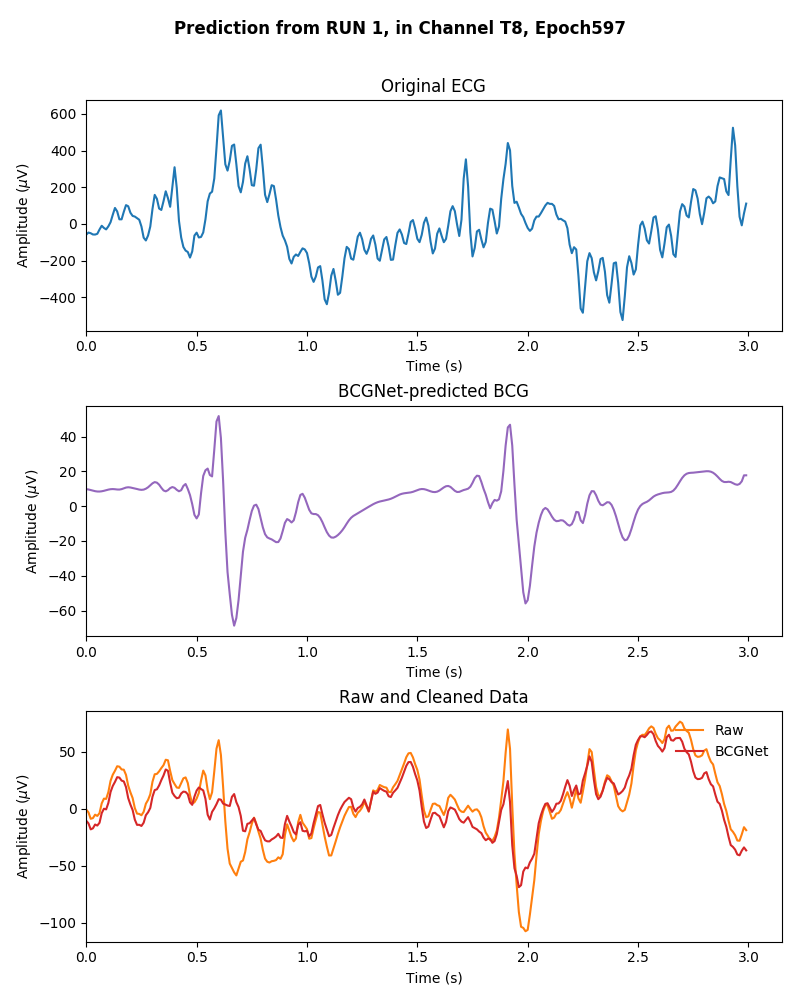 Prediction from RUN 1, in Channel T8, Epoch597
Original ECG
Amplitude (μV)
600
400
200
0
−200
−400
0.0 0.5 1.0 1.5 2.0 2.5 3.0
Time (s)
BCGNet-predicted BCG
Amplitude (μV)
40
20
0
−20
−40
−60
0.0 0.5 1.0 1.5 2.0 2.5 3.0
Time (s)
Raw and Cleaned Data
Amplitude (μV)
50
0
−50
−100
Raw
BCGNet
0.0 0.5 1.0 1.5 2.0 2.5 3.0
Time (s)